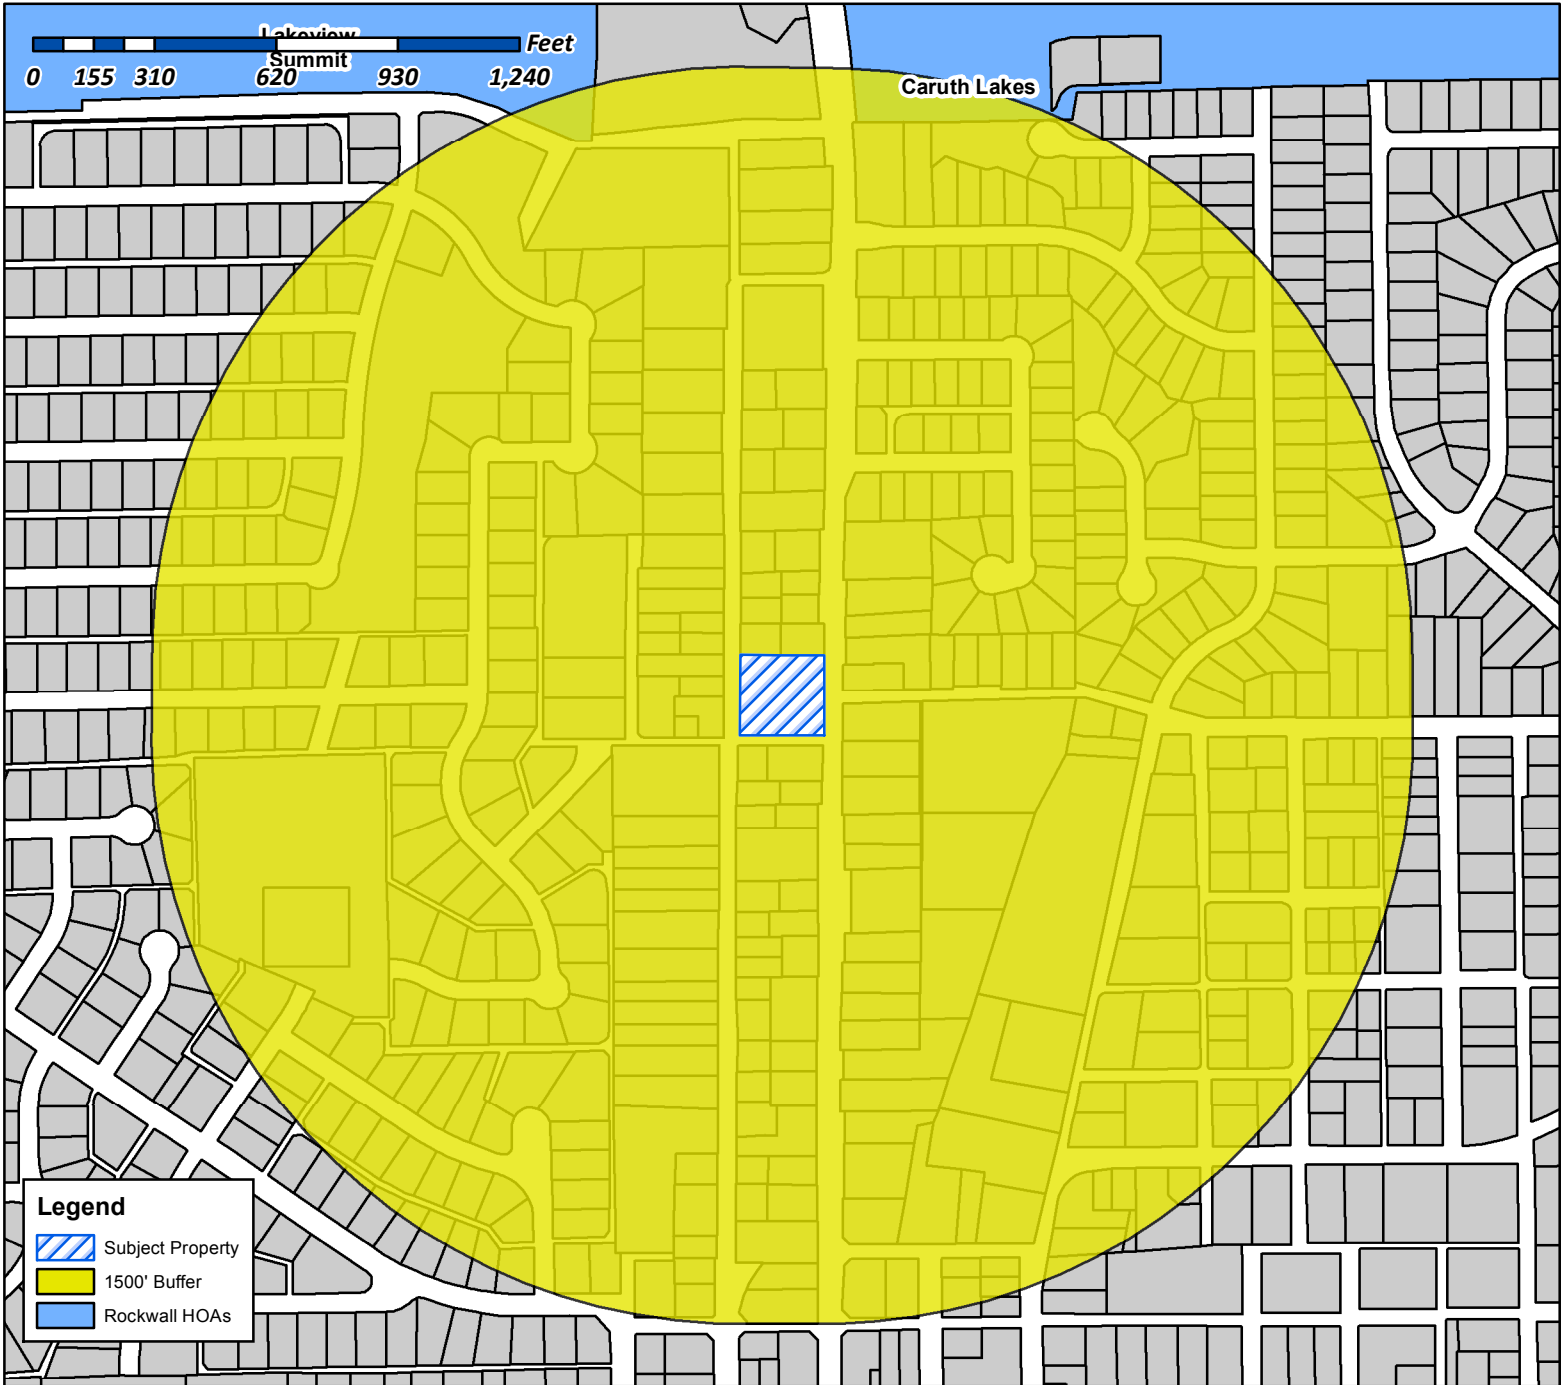 Lakeview
Summit
Feet
0 155 310 620 930 1,240
Caruth Lakes
Legend
Subject Property
1500' Buffer
Rockwall HOAs